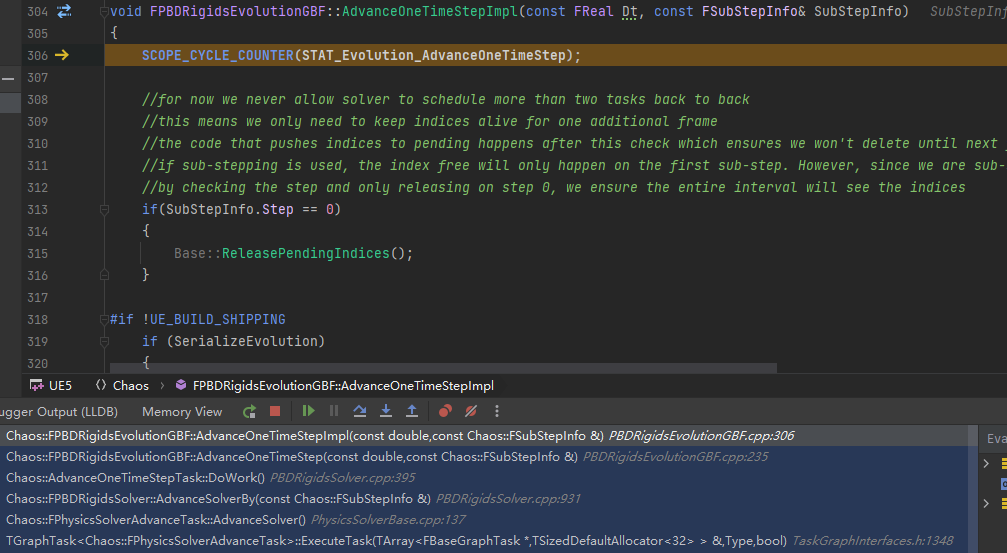 304 void FPBDRigidsEvolutionGBF::AdvanceOneTimeStepImpl(const FReal Dt, const FSubStepInfo& SubStepInfo) SubStepInf
305 {
306 SCOPE_CYCLE_COUNTER(STAT_Evolution_AdvanceOneTimeStep);
307
308 //for now we never allow solver to schedule more than two tasks back to back
309 //this means we only need to keep indices alive for one additional frame
310 //the code that pushes indices to pending happens after this check which ensures we won't delete until next
311 //if sub-stepping is used, the index free will only happen on the first sub-step. However, since we are sub-
312 //by checking the step and only releasing on step 0, we ensure the entire interval will see the indices
313 if(SubStepInfo.Step == 0)
314 {
315 Base::ReleasePendingIndices();
316 }
317
318 #if !UE_BUILD_SHIPPING
319 if (SerializeEvolution)
320 {
UE5 Chaos FPBDRigidsEvolutionGBF::AdvanceOneTimeStepImpl
ugger Output (LLDB) Memory View
Chaos::FPBDRigidsEvolutionGBF::AdvanceOneTimeStepImpl(const double,const Chaos::FSubStepInfo &) PBDRigidsEvolutionGBF.cpp:306
Eva
Chaos::FPBDRigidsEvolutionGBF::AdvanceOneTimeStep(const double,const Chaos::FSubStepInfo &) PBDRigidsEvolutionGBF.cpp:235
Chaos::AdvanceOneTimeStepTask::DoWork() PBDRigidsSolver.cpp:395
Chaos::FPBDRigidsSolver::AdvanceSolverBy(const Chaos::FSubStepInfo &) PBDRigidsSolver.cpp:931
Chaos::FPhysicsSolverAdvanceTask::AdvanceSolver() PhysicsSolverBase.cpp:137
TGraphTask<Chaos::FPhysicsSolverAdvanceTask>::ExecuteTask(TArray<FBaseGraphTask *,TSizedDefaultAllocator<32> > &,Type,bool) TaskGraphInterfaces.h:1348